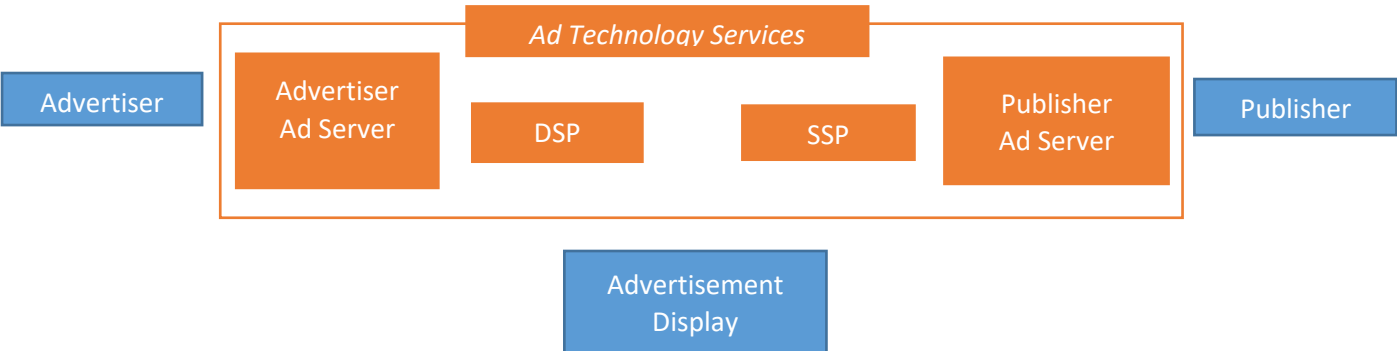 Ad Technology Services
Advertiser
Advertiser
Ad Server
DSP
SSP
Publisher
Ad Server
Publisher
Advertisement
Display